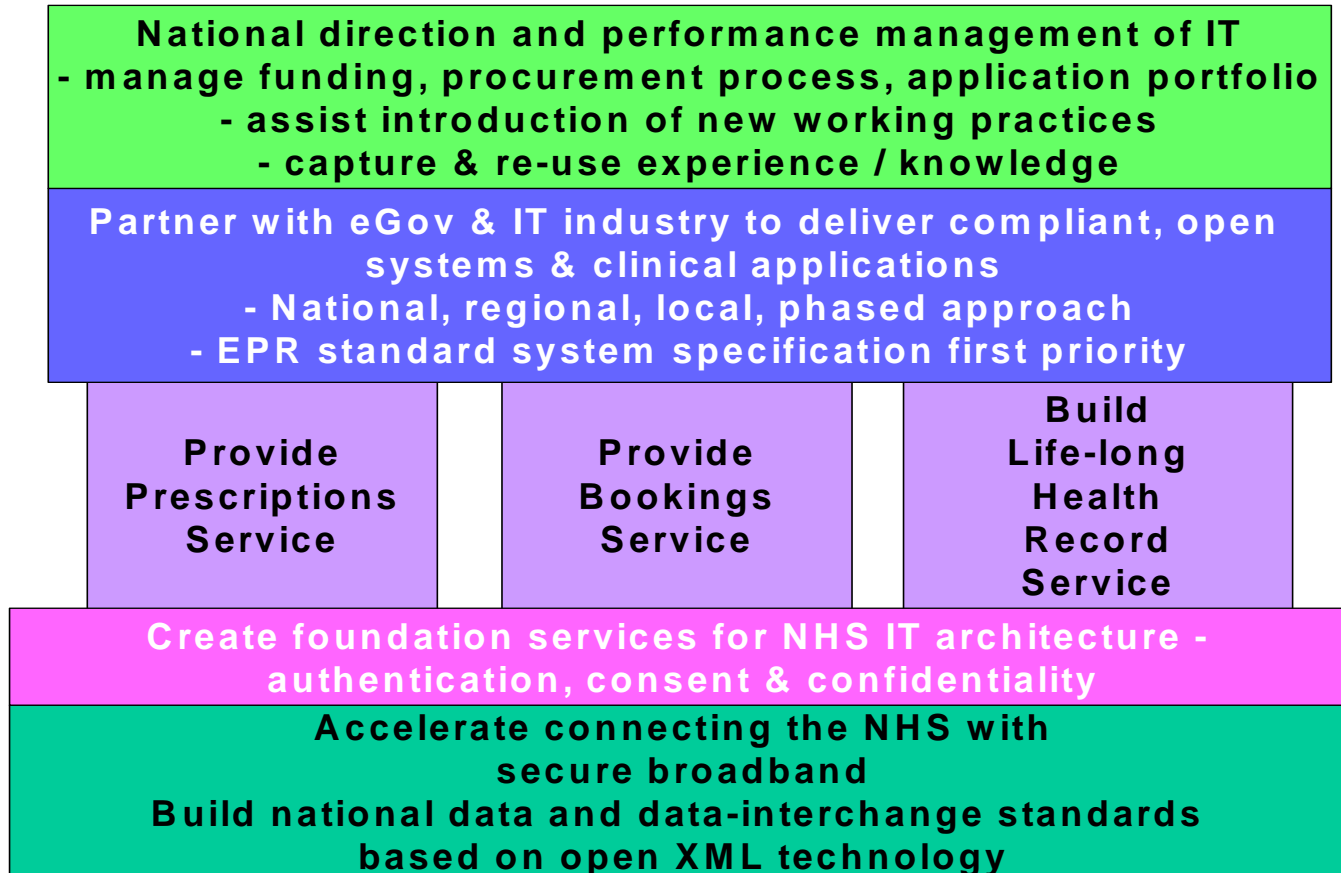 National direction and performance management of IT
- manage funding, procurement process, application portfolio
- assist introduction of new working practices
- capture & re-use experience / knowledge
Partner with eGov & IT industry to deliver compliant, open
systems & clinical applications
- National, regional, local, phased approach
- EPR standard system specification first priority
Provide
Prescriptions
Service
Provide
Bookings
Service
Build
Life-long
Health
Record
Service
Create foundation services for NHS IT architecture -
authentication, consent & confidentiality
Accelerate connecting the NHS with
secure broadband
Build national data and data-interchange standards
based on open XML technology